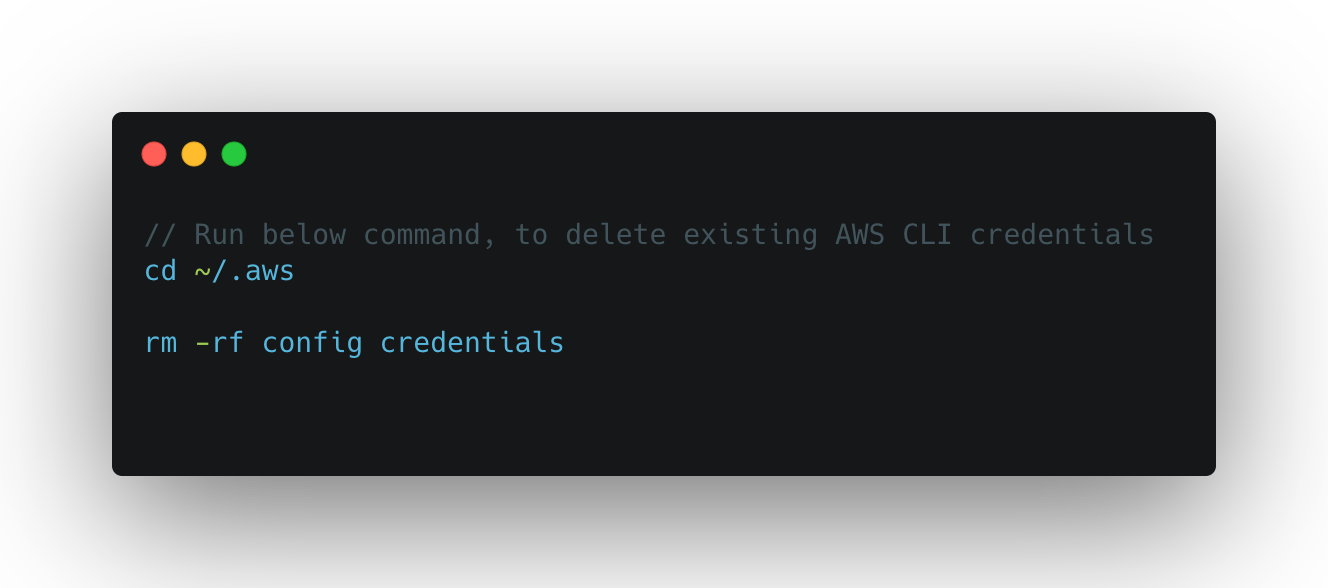 // Run below command, to delete existing AWS CLI credentials
cd ~/.aws
rm -rf config credentials